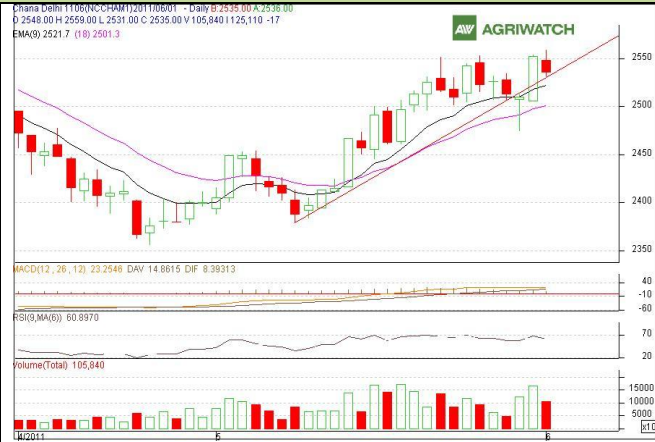 Chana Delhi 1106(NCCHAM1)2011/06/01 - Daily B:2535.00 A:2536.00
O 2548.00 H 2559.00 L 2531.00 C 2535.00 V 105,840 I 125,110 -17
EMA(9) 2521.7 (18) 2501.3
AW AGRIWATCH
2550
2500
2450
2400
2350
MACD(12 , 26 , 12) 23.2546 DAV 14.8615 DIF 8.39313
40
-10
-60
RSI(9,MA(6)) 60.8970
70
20
Volume(Total) 105,840
15000
10000
5000
x10
4/2011 5 6